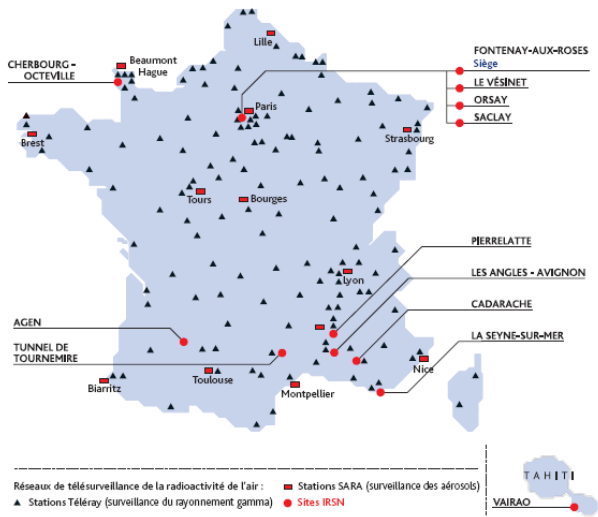 Lille
FONTENAY-AUX-ROSES
Siège
CHERBOURG -
OCTEVILLE
Beaumont
Hague
LE VÉSINET
ORSAY
SACLAY
Paris
Brest
Strasbourg
Tours
Bourges
PIERRELATTE
LES ANGLES - AVIGNON
Lyon
CADARACHE
AGEN
LA SEYNE-SUR-MER
TUNNEL DE
TOURNEMIRE
Nice
Biarritz
Toulouse
Montpellier
TAHITI
Réseaux de télésurveillance de la radioactivité de l'air :
Stations SARA (surveillance des aérosols)
Stations Téléray (surveillance du rayonnement gamma)
Sites IRSN
VAIRAO